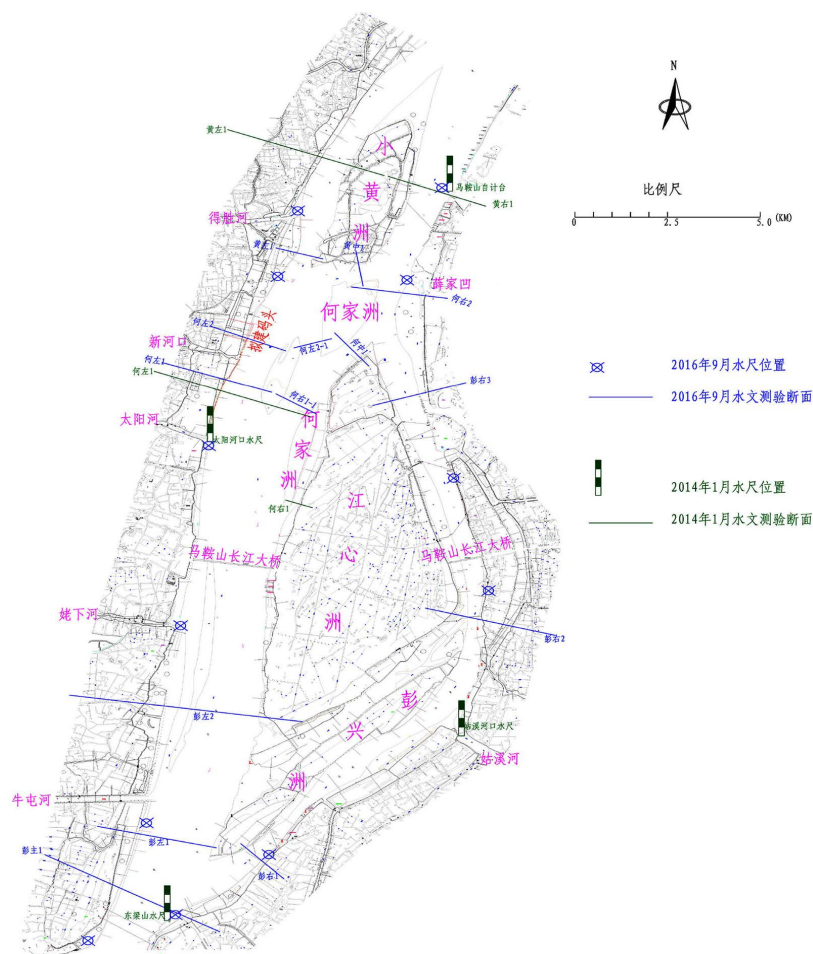 N
比例尺
0 2.5 5.0 (KM)
2016年9月水尺位置
2016年9月水文测验断面
2014年1月水尺位置
2014年1月水文测验断面
黄左1
小黄洲
马鞍山自计台
黄右1
得胜河
黄左1
黄中1
薛家凹
何右2
何家洲
何左2
拟建码头
新河口
何左2-1
何中1
何左1
何左1
彭右3
何右1-1
太阳河
太阳河口水尺
何家洲
江心洲
何右1
马鞍山长江大桥
马鞍山长江大桥
姥下河
彭右2
彭左2
彭兴洲
姑溪河口水尺
姑溪河
牛屯河
彭左1
彭主1
彭右1
东梁山水尺